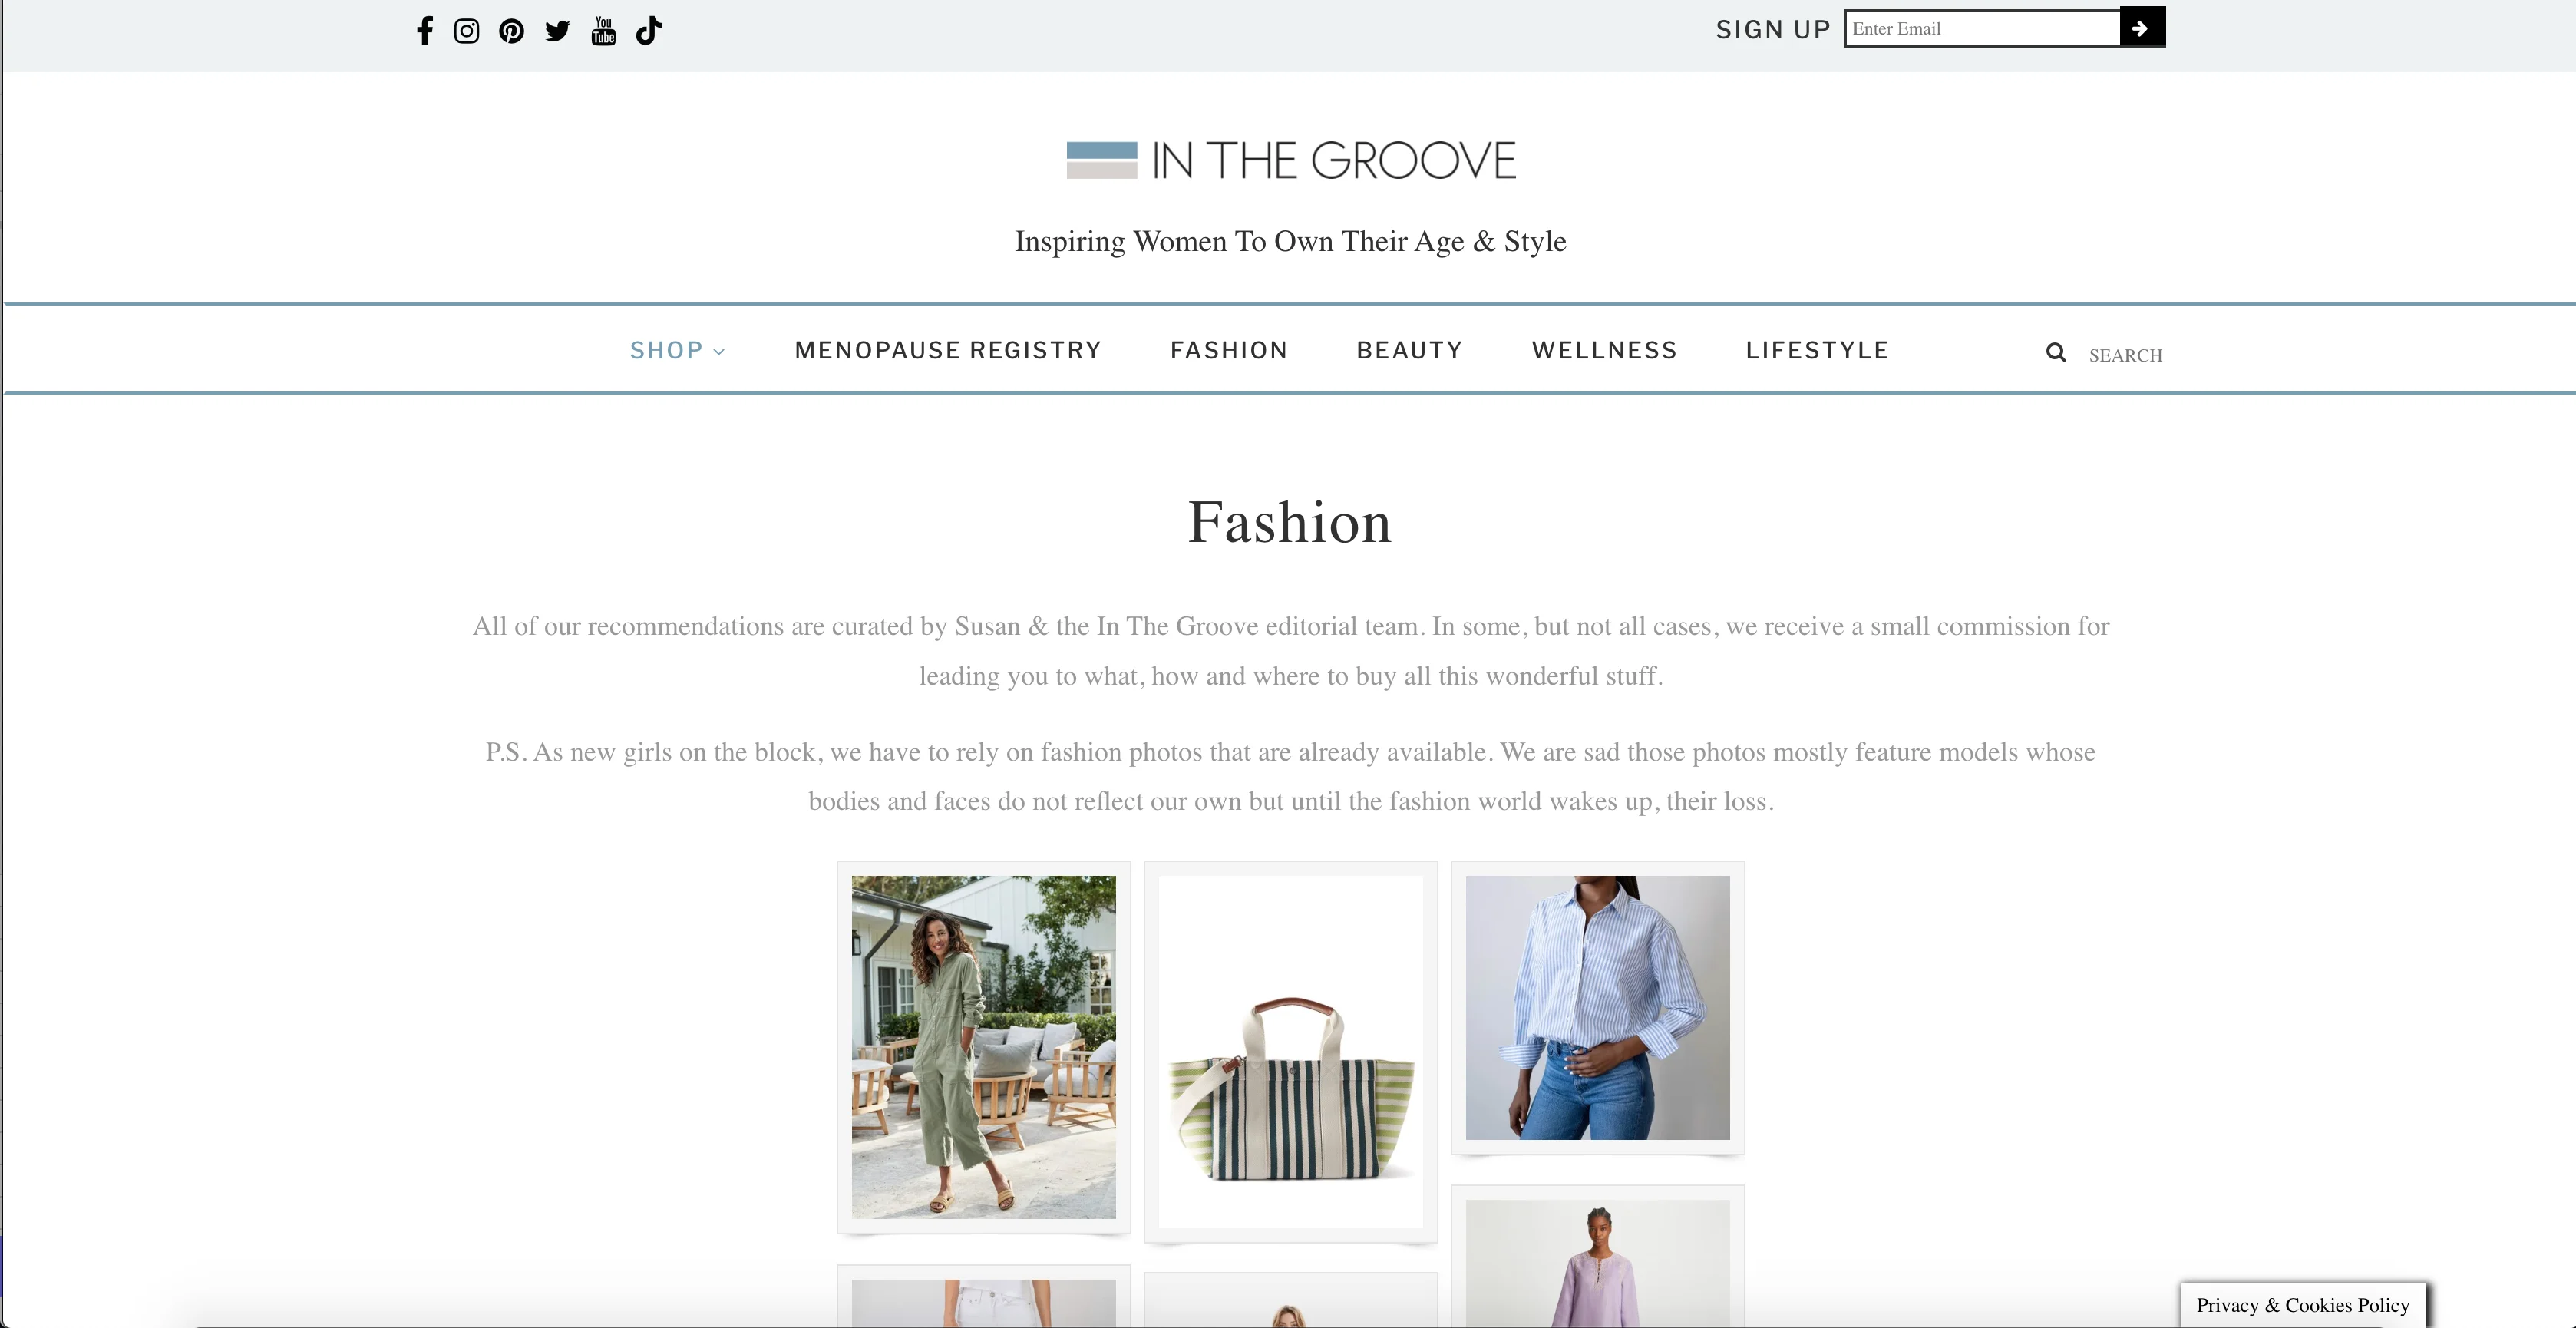 You
Tube
SIGN UP
Enter Email
IN THE GROOVE
Inspiring Women To Own Their Age & Style
SHOP
MENOPAUSE REGISTRY
FASHION
BEAUTY
WELLNESS
LIFESTYLE
SEARCH
Fashion
All of our recommendations are curated by Susan & the In The Groove editorial team. In some, but not all cases, we receive a small commission for
leading you to what, how and where to buy all this wonderful stuff.
P.S. As new girls on the block, we have to rely on fashion photos that are already available. We are sad those photos mostly feature models whose
bodies and faces do not reflect our own but until the fashion world wakes up, their loss.
Privacy & Cookies Policy